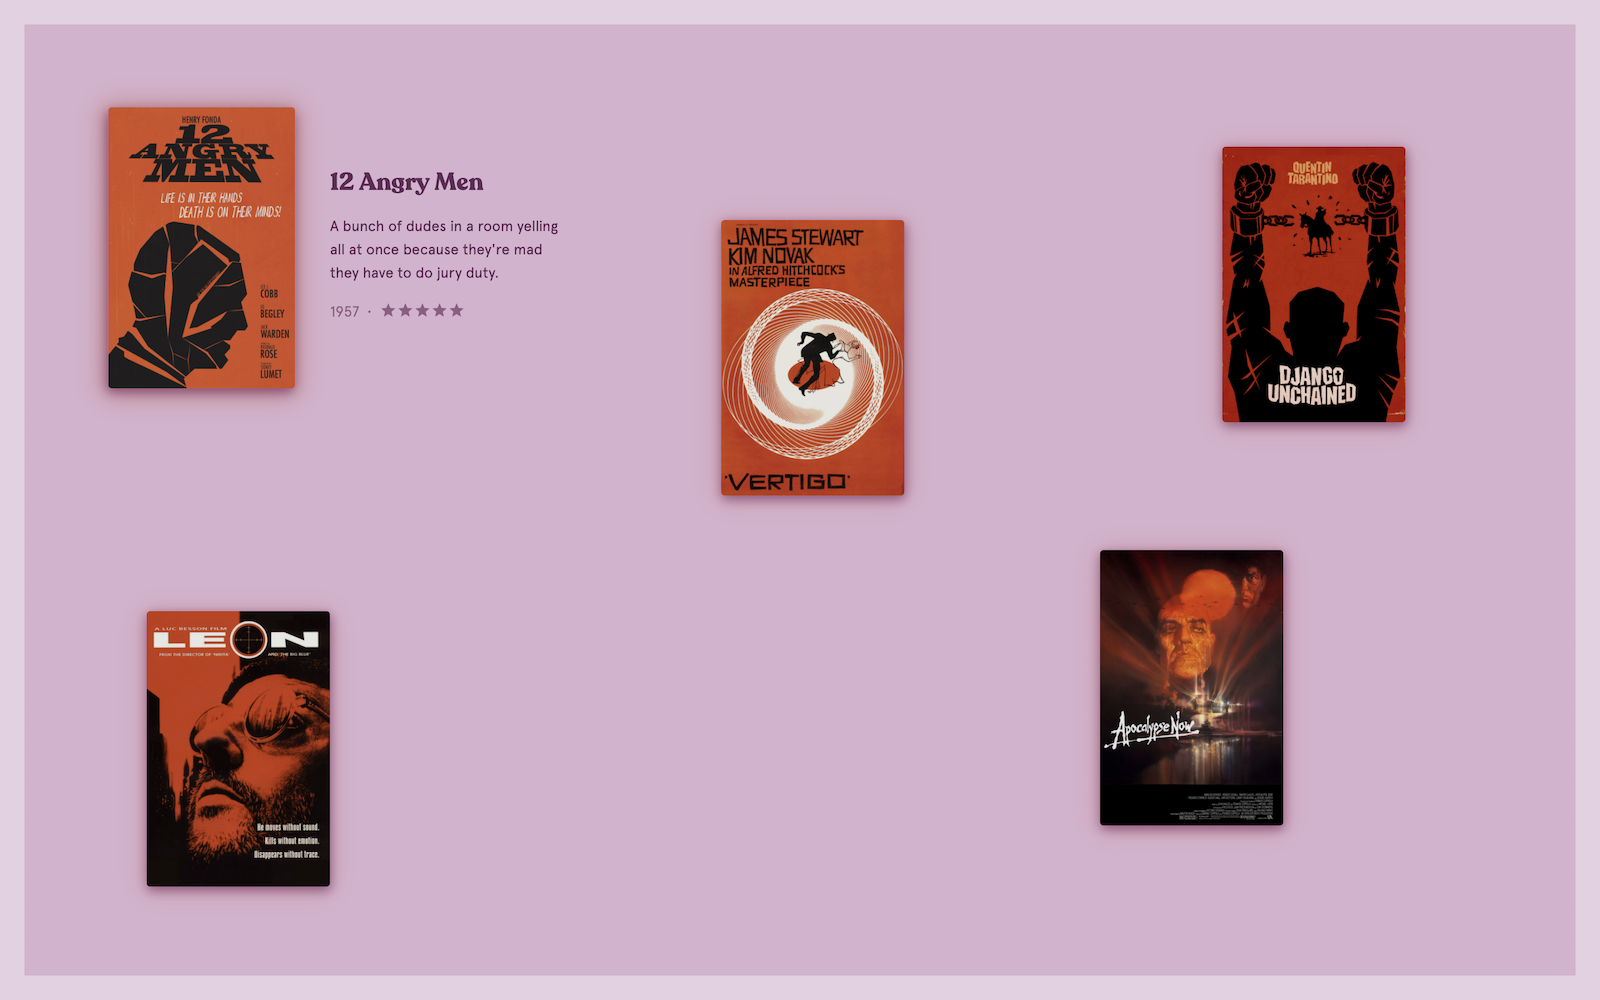 HENRY FONDA
12
ANGRY
MEN
LIFE IS IN THEIR HANDS
DEATH IS ON THEIR MINDS!
COBB
BEGLEY
WARDEN
ROSE
LUMET
12 Angry Men
A bunch of dudes in a room yelling
all at once because they're mad
they have to do jury duty.
1957 · ★★★★★
JAMES STEWART
KIM NOVAK
IN ALFRED HITCHCOCK'S
MASTERPIECE
'VERTIGO'
QUENTIN
TARANTINO
DJANGO
UNCHAINED
A LUC BESSON FILM
LEON
FROM THE DIRECTOR OF "NIKITA" AND "THE BIG BLUE"
He moves without sound.
Kills without emotion.
Disappears without trace.
Apocalypse Now